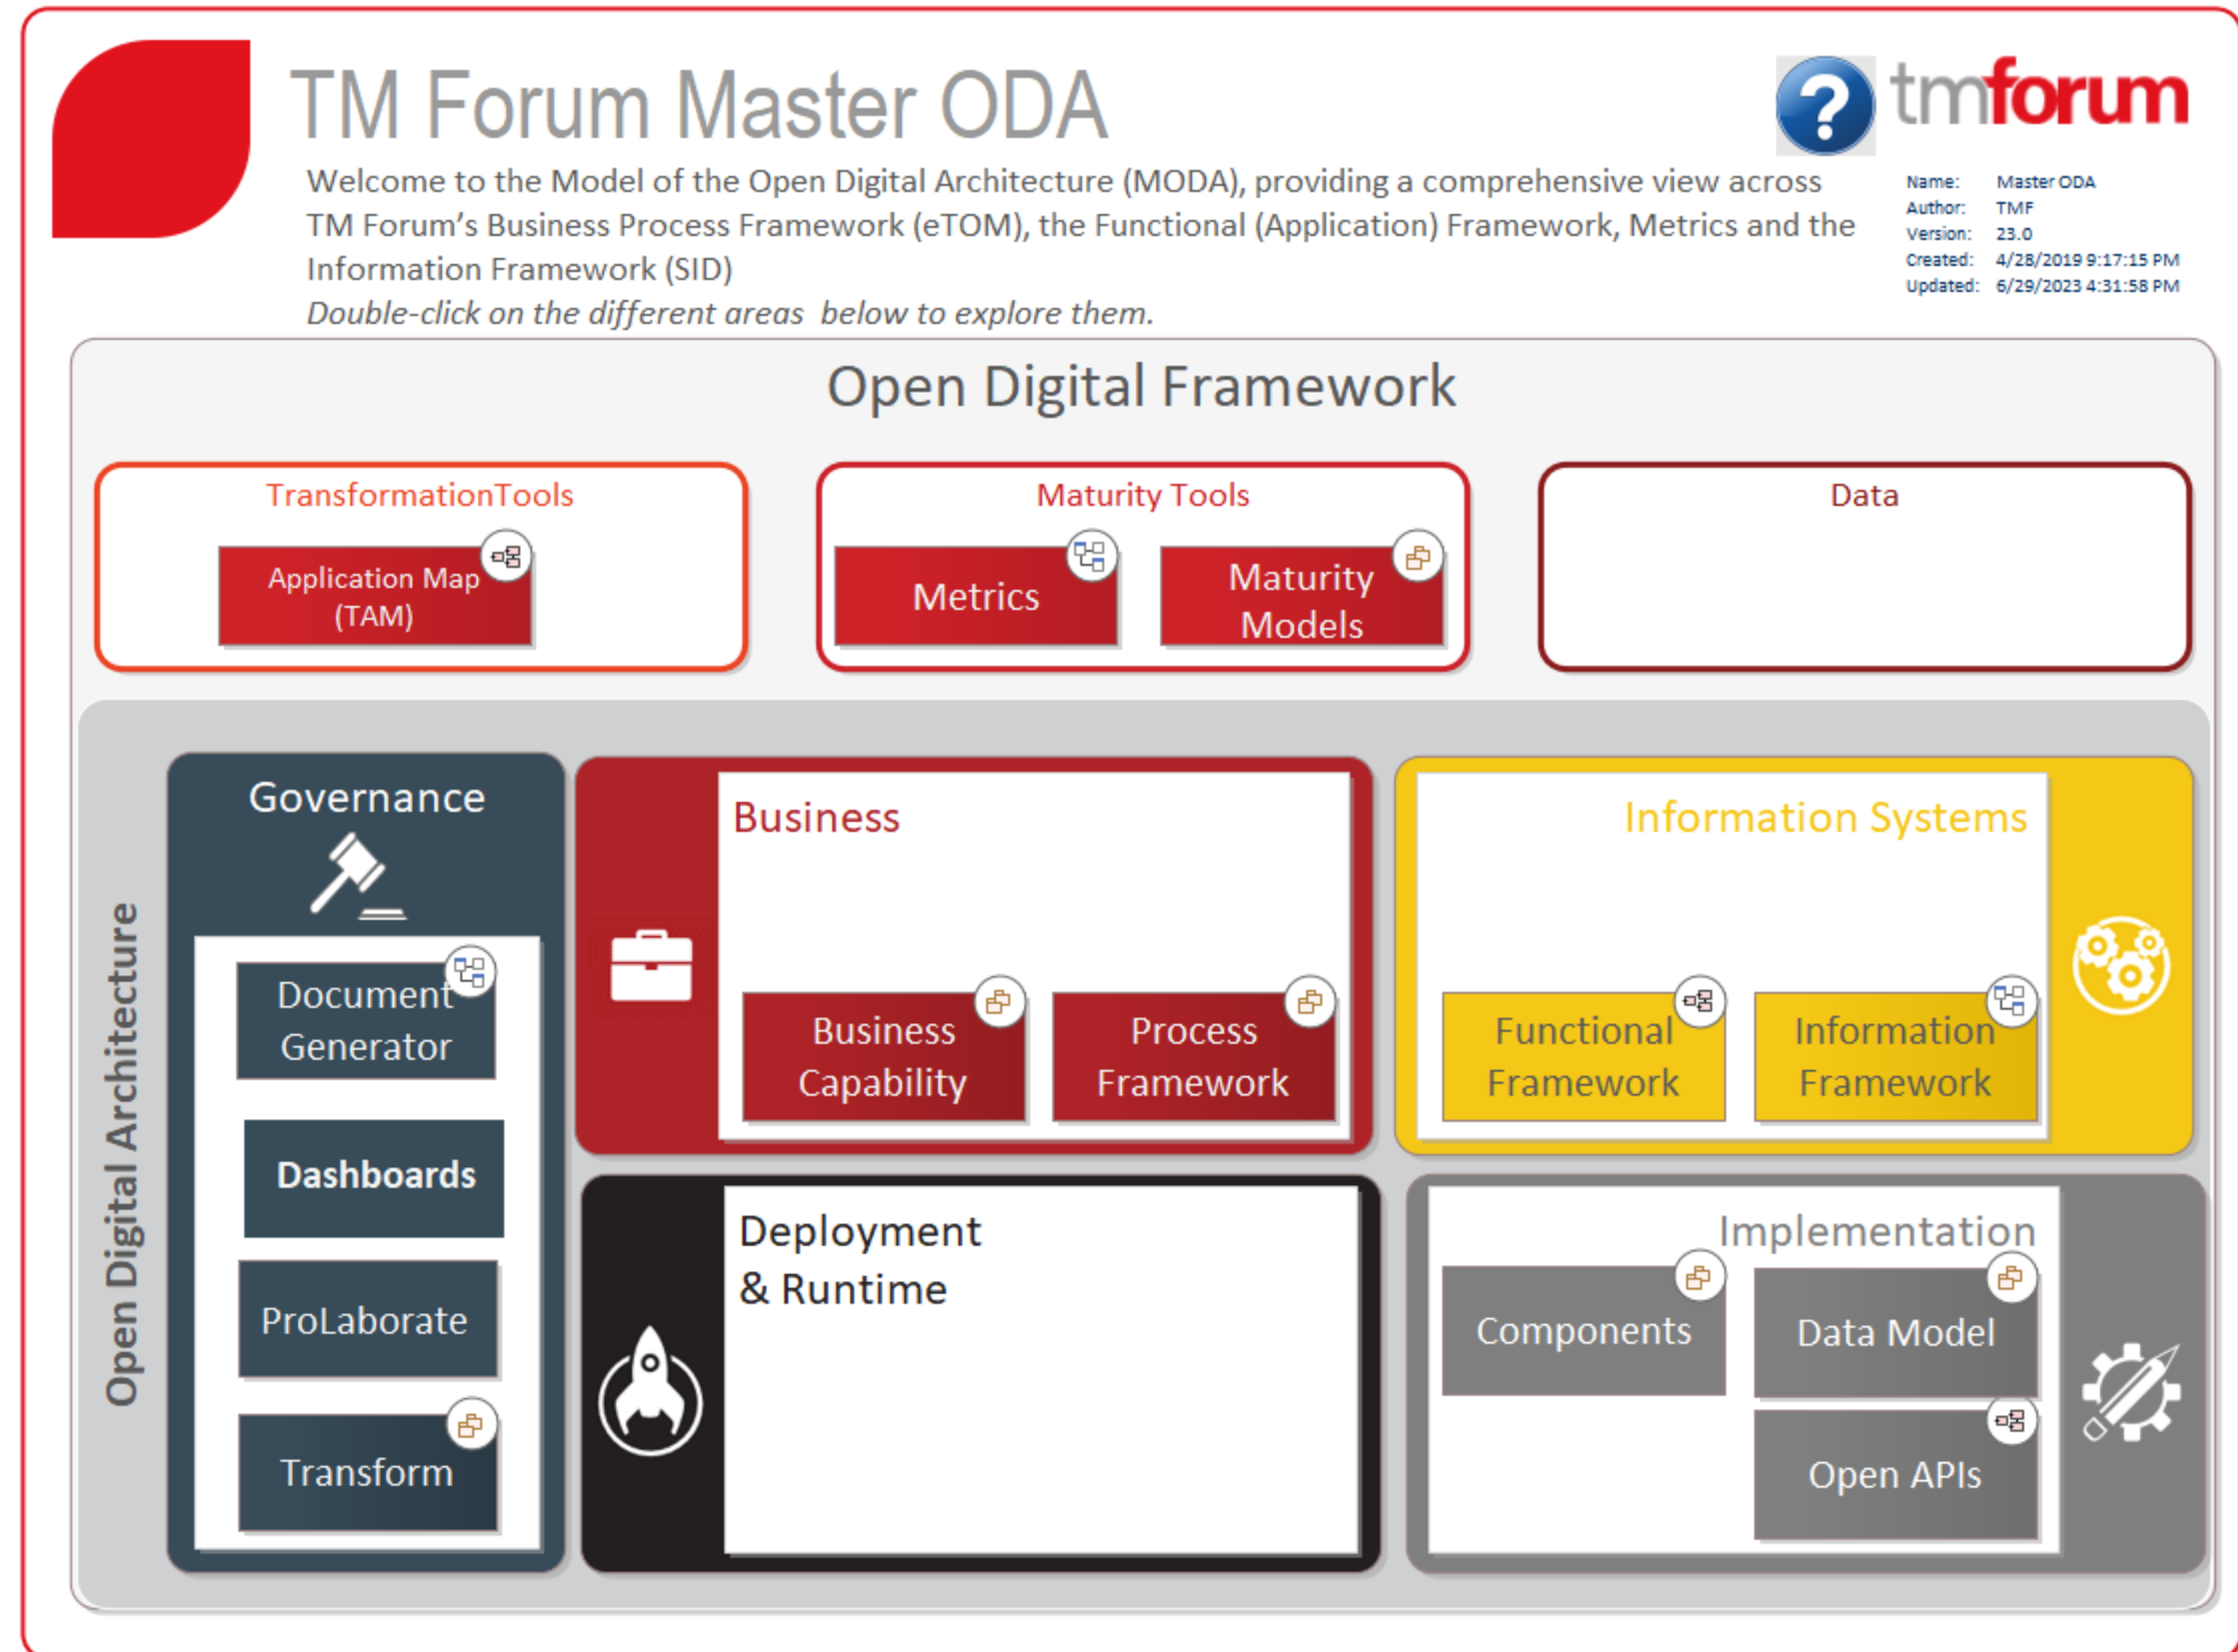 TM Forum Master ODA
tmforum
Welcome to the Model of the Open Digital Architecture (MODA), providing a comprehensive view across
TM Forum's Business Process Framework (eTOM), the Functional (Application) Framework, Metrics and the
Information Framework (SID)
Double-click on the different areas below to explore them.
Name: Master ODA
Author: TMF
Version: 23.0
Created: 4/28/2019 9:17:15 PM
Updated: 6/29/2023 4:31:58 PM
Open Digital Framework
TransformationTools
Application Map
(TAM)
Maturity Tools
Metrics
Maturity
Models
Data
Open Digital Architecture
Governance
Document
Generator
Dashboards
ProLaborate
Transform
Business
Business
Capability
Process
Framework
Information Systems
Functional
Framework
Information
Framework
Deployment
& Runtime
Implementation
Components
Data Model
Open APIs